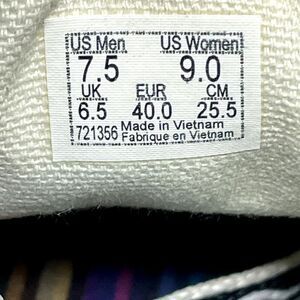 US Men US Women
7.5 9.0
UK EUR CM
6.5 40.0 25.5
721356 Made in Vietnam
Fabrique en Vietnam